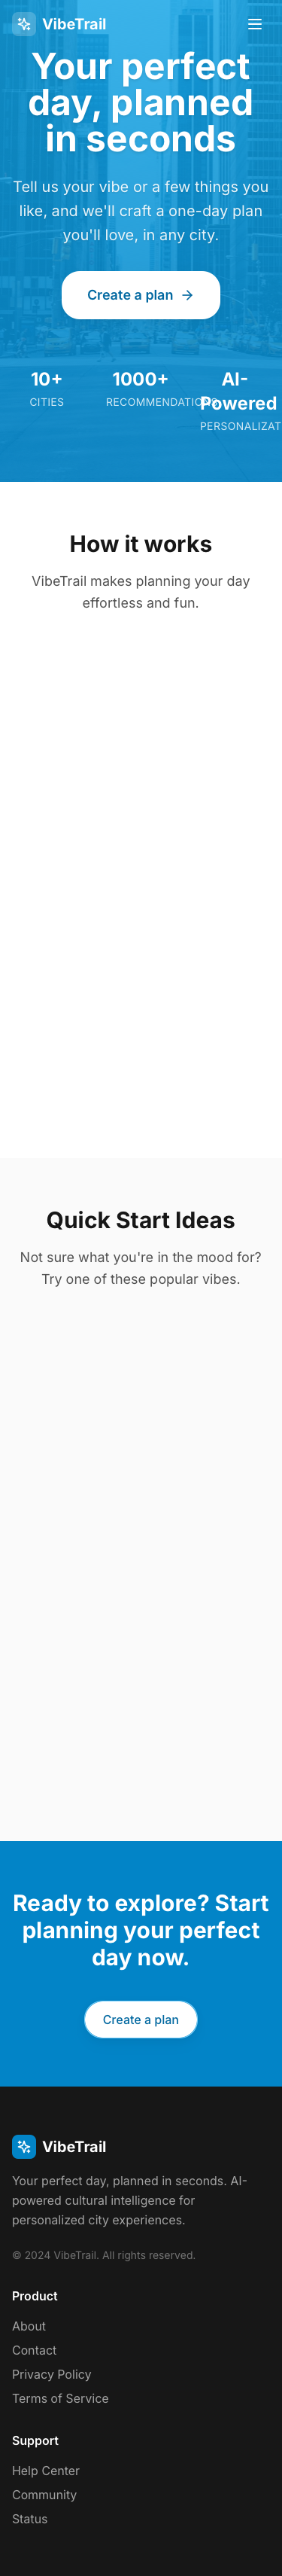 VibeTrail
Your perfect
day, planned
in seconds
Tell us your vibe or a few things you
like, and we'll craft a one-day plan
you'll love, in any city.
Create a plan
10+
CITIES
1000+
RECOMMENDATIONS
AI-
Powered
PERSONALIZAT
How it works
VibeTrail makes planning your day
effortless and fun.
Quick Start Ideas
Not sure what you're in the mood for?
Try one of these popular vibes.
Ready to explore? Start
planning your perfect
day now.
Create a plan
VibeTrail
Your perfect day, planned in seconds. AI-
powered cultural intelligence for
personalized city experiences.
© 2024 VibeTrail. All rights reserved.
Product
About
Contact
Privacy Policy
Terms of Service
Support
Help Center
Community
Status